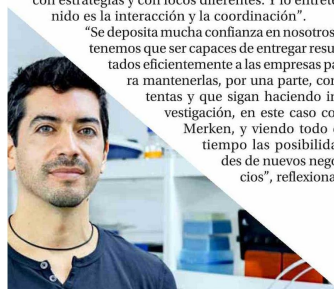 con estrategias y con focos diferentes. Y lo entrete-
nido es la interacción y la coordinación”.
“Se deposita mucha confianza en nosotros
tenemos que ser capaces de entregar resul
tados eficientemente a las empresas pa
ra mantenerlas, por una parte, con
tentas y que sigan haciendo in
vestigación, en este caso co
Merken, y viendo todo
tiempo las posibilida
des de nuevos nego
cios”, reflexiona